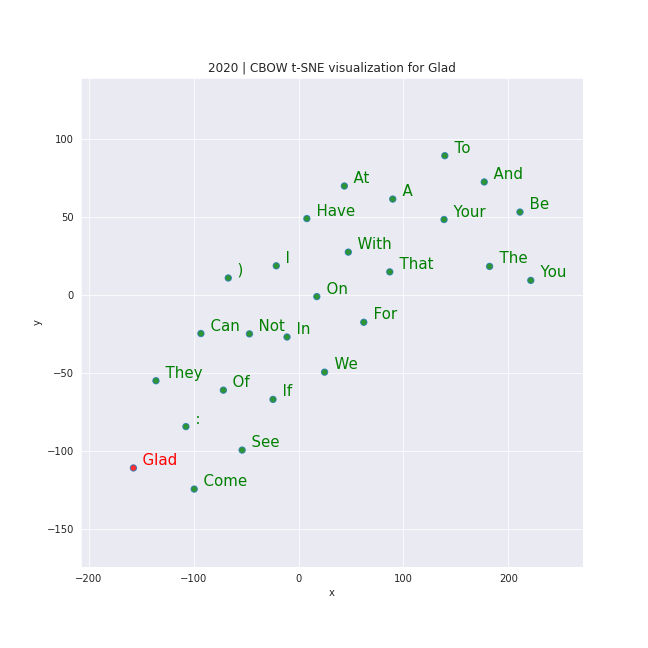 2020 | CBOW t-SNE visualization for Glad
100
50
0
−50
−100
−150
y
To
And
At
A
Be
Have
Your
With
I
That
The
)
You
On
For
Can
Not
In
We
They
Of
If
:
See
Glad
Come
−200
−100
0
100
200
x